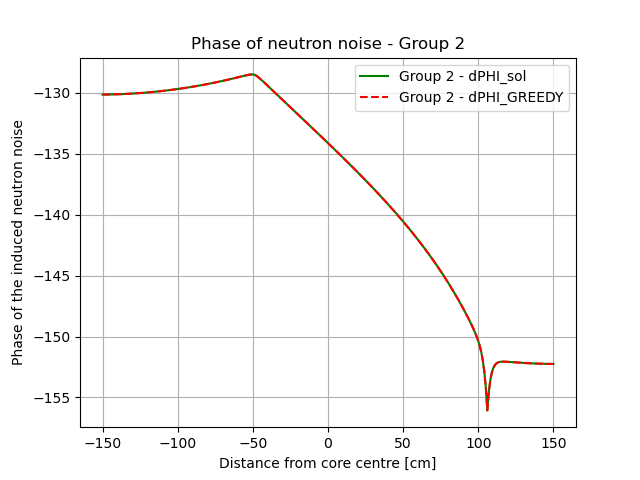 Phase of neutron noise - Group 2
Group 2 - dPHI_sol
Group 2 - dPHI_GREEDY
Phase of the induced neutron noise
−130
−135
−140
−145
−150
−155
−150
−100
−50
0
50
100
150
Distance from core centre [cm]